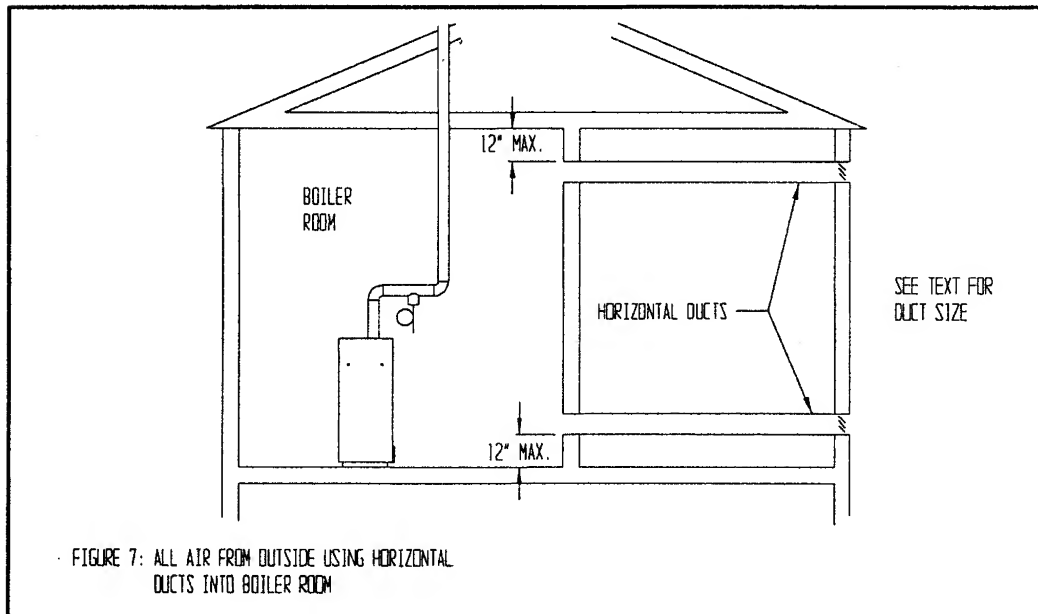 12" MAX.
BOILER
ROOM
HORIZONTAL DUCTS
SEE TEXT FOR
DUCT SIZE
12" MAX.
FIGURE 7: ALL AIR FROM OUTSIDE USING HORIZONTAL
DUCTS INTO BOILER ROOM